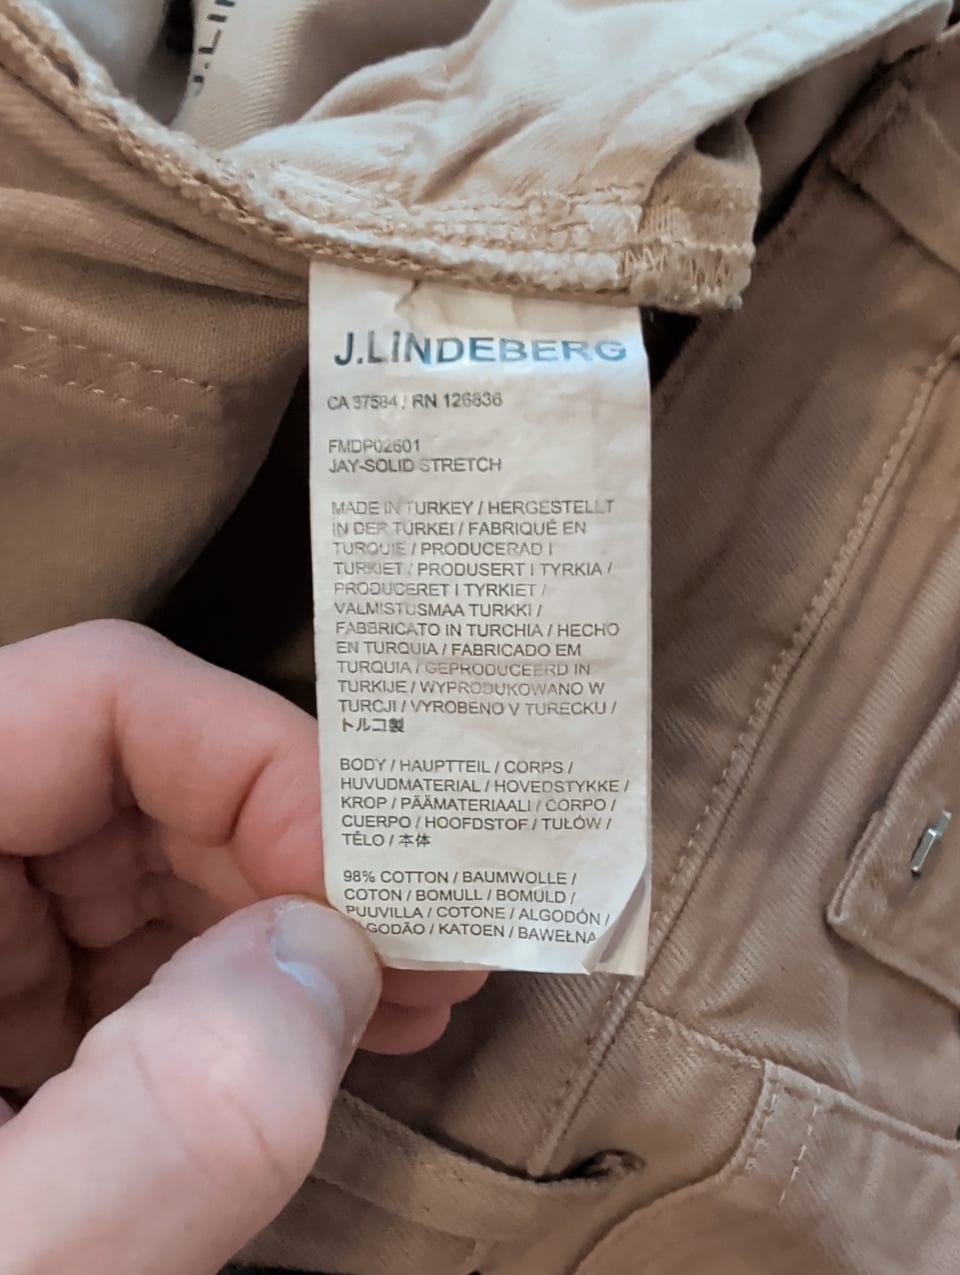 J.LIN
J.LINDEBERG
CA 37584 / RN 126836
FMDP02601
JAY-SOLID STRETCH
MADE IN TURKEY / HERGESTELLT
IN DER TÜRKEI / FABRIQUÉ EN
TURQUIE / PRODUCERAD I
TURKIET / PRODUSERT I TYRKIA /
PRODUCERET I TYRKIET /
VALMISTUSMAA TURKKI /
FABBRICATO IN TURCHIA / HECHO
EN TURQUIA / FABRICADO EM
TURQUIA / GEPRODUCEERD IN
TURKIJE / WYPRODUKOWANO W
TURCJI / VYROBENO V TURECKU /
トルコ製
BODY / HAUPTTEIL / CORPS /
HUVUDMATERIAL / HOVEDSTYKKE /
KROP / PÄÄMATERIAALI / CORPO /
CUERPO / HOOFDSTOF / TUŁÓW /
TĚLO / 本体
98% COTTON / BAUMWOLLE /
COTON / BOMULL / BOMULD /
PUUVILLA / COTONE / ALGODÓN /
LGODÃO / KATOEN / BAWEŁNA